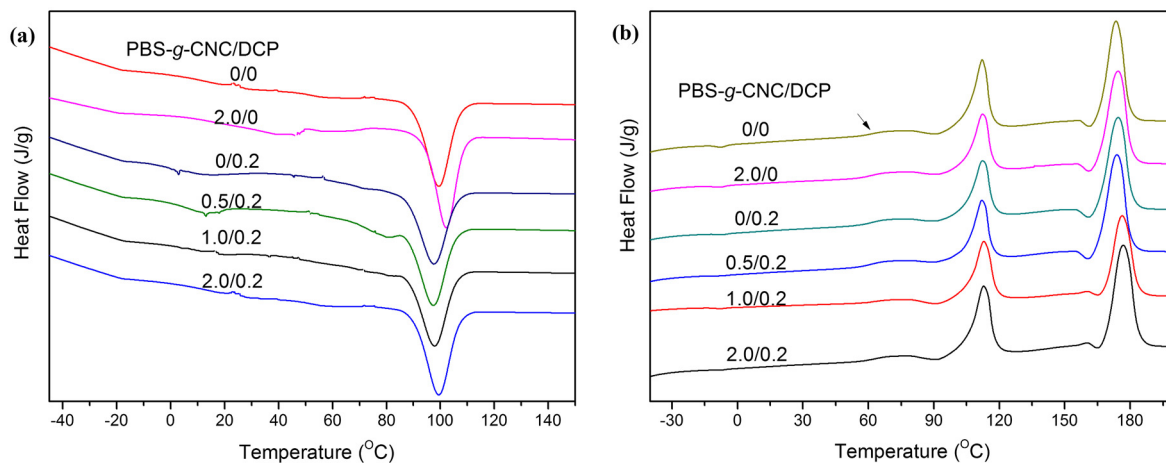 (a)
PBS-g-CNC/DCP
0/0
2.0/0
0/0.2
0.5/0.2
1.0/0.2
2.0/0.2
Heat Flow (J/g)
-40 -20 0 20 40 60 80 100 120 140
Temperature (°C)
(b)
PBS-g-CNC/DCP
0/0
2.0/0
0/0.2
0.5/0.2
1.0/0.2
2.0/0.2
Heat Flow (J/g)
-30 0 30 60 90 120 150 180
Temperature (°C)